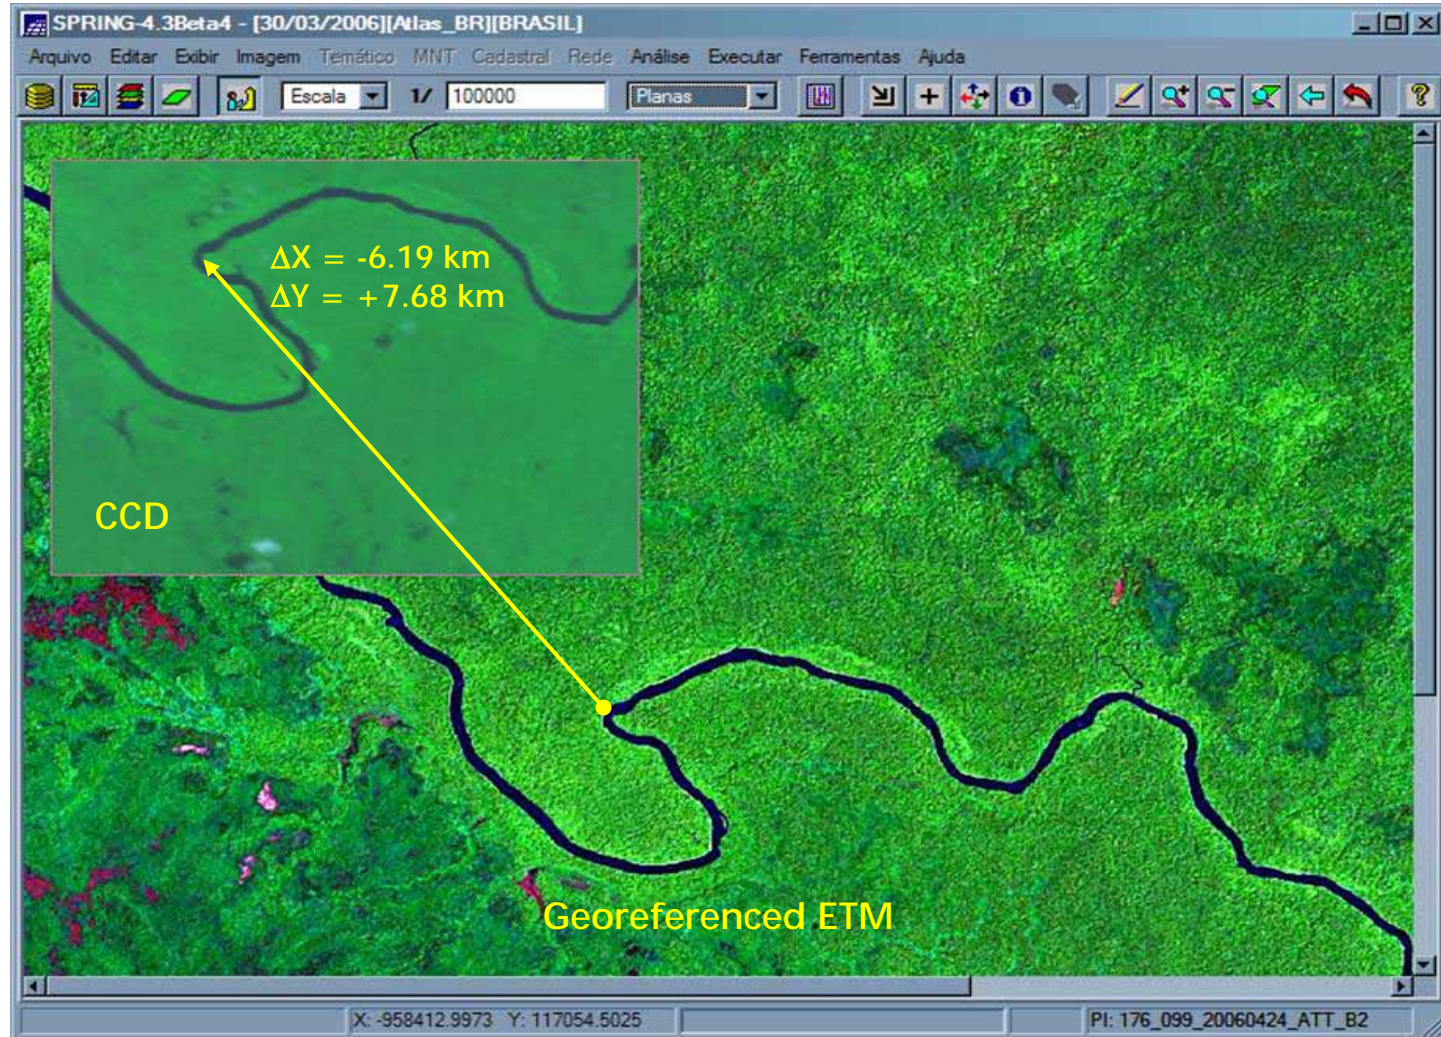 SPRING-4.3Beta4 - [30/03/2006][Atlas_BR][BRASIL]
Arquivo Editar Exibir Imagem Temático MNT Cadastral Rede Análise Executar Ferramentas Ajuda
Escala 1/ 100000 Planas
ΔX = -6.19 km
ΔY = +7.68 km
CCD
Georeferenced ETM
X: -958412.9973 Y: 117054.5025 PI: 176_099_20060424_ATT_B2